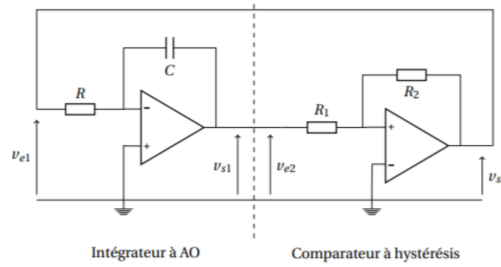 C
R
R₂
R₁
−
+
+
−
vₑ₁
vₛ₁
vₑ₂
vₛ
Intégrateur à AO
Comparateur à hystérésis